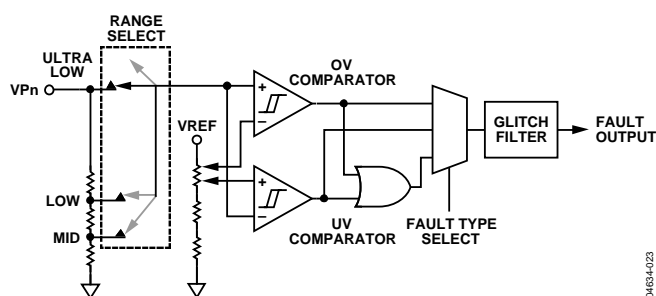 RANGE
SELECT
ULTRA
LOW
VPn
OV
COMPARATOR
VREF
+
−
GLITCH
FILTER
FAULT
OUTPUT
+
−
LOW
MID
UV
COMPARATOR
FAULT TYPE
SELECT
04634-023